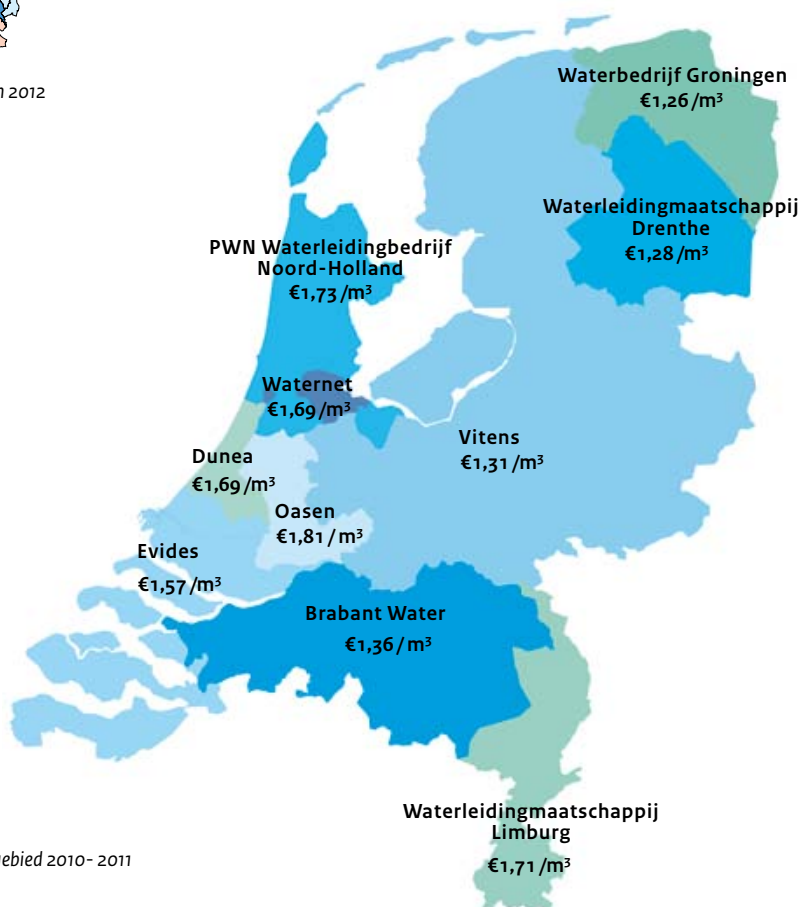 2012
Waterbedrijf Groningen
€1,26/m³
Waterleidingmaatschappij
Drenthe
€1,28/m³
PWN Waterleidingbedrijf
Noord-Holland
€1,73/m³
Waternet
€1,69/m³
Vitens
€1,31/m³
Dunea
€1,69/m³
Oasen
€1,81/m³
Evides
€1,57/m³
Brabant Water
€1,36/m³
Waterleidingmaatschappij
Limburg
€1,71/m³
ebied 2010-2011